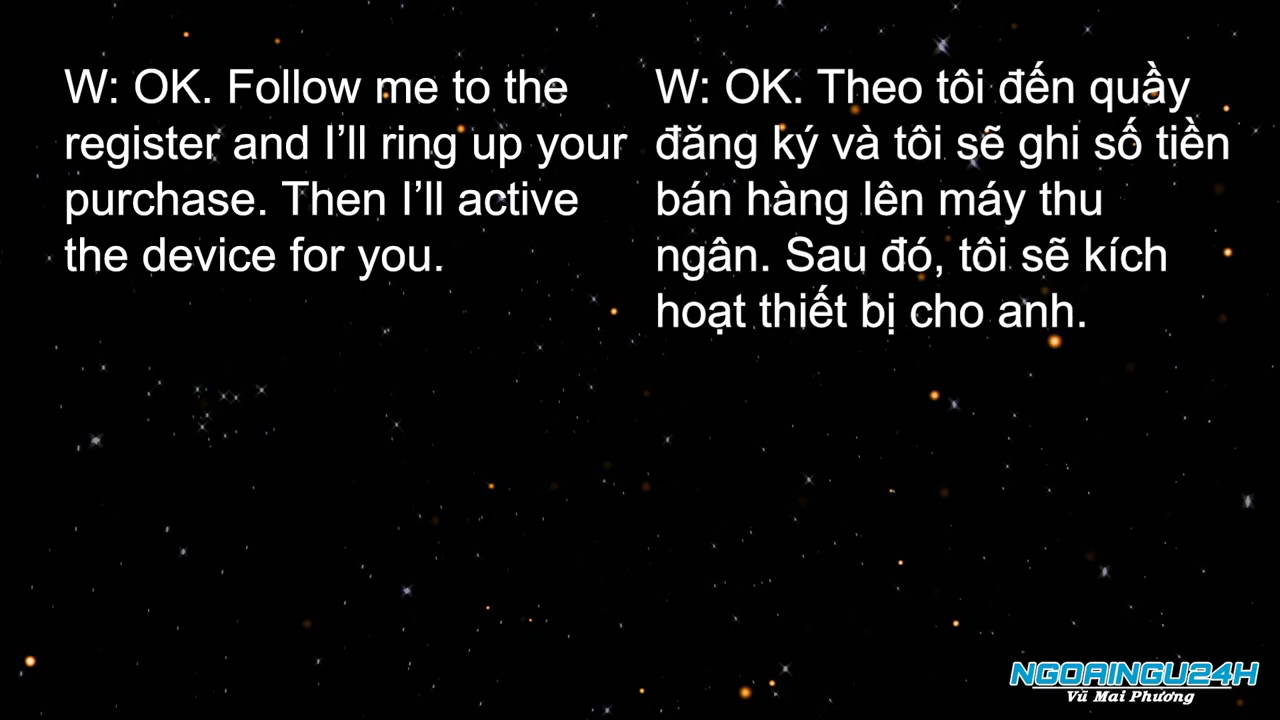 W: OK. Follow me to the
register and I’ll ring up your
purchase. Then I’ll active
the device for you.
W: OK. Theo tôi đến quầy
đăng ký và tôi sẽ ghi số tiền
bán hàng lên máy thu
ngân. Sau đó, tôi sẽ kích
hoạt thiết bị cho anh.
NGOAINGU24H
Vũ Mai Phương